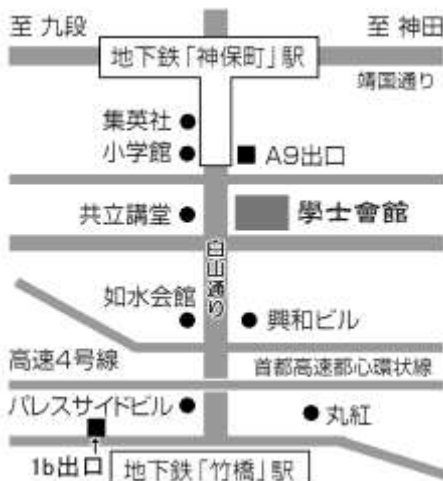 至 九段
至 神田
地下鉄「神保町」駅
靖国通り
集英社
小学館
A9出口
共立講堂
學士會館
白山通り
如水会館
興和ビル
高速4号線
首都高速都心環状線
パレスサイドビル
丸紅
1b出口
地下鉄「竹橋」駅